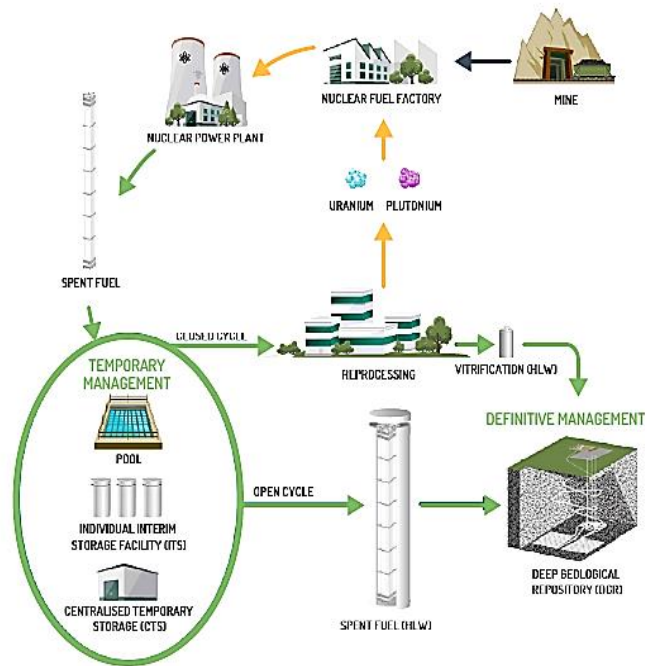 NUCLEAR FUEL FACTORY
MINE
NUCLEAR POWER PLANT
URANIUM
PLUTONIUM
SPENT FUEL
CLOSED CYCLE
REPROCESSING
VITRIFICATION (HLW)
TEMPORARY
MANAGEMENT
POOL
INDIVIDUAL INTERIM
STORAGE FACILITY (ITS)
CENTRALISED TEMPORARY
STORAGE (CTS)
OPEN CYCLE
SPENT FUEL (HLW)
DEFINITIVE MANAGEMENT
DEEP GEOLOGICAL
REPOSITORY (DGR)